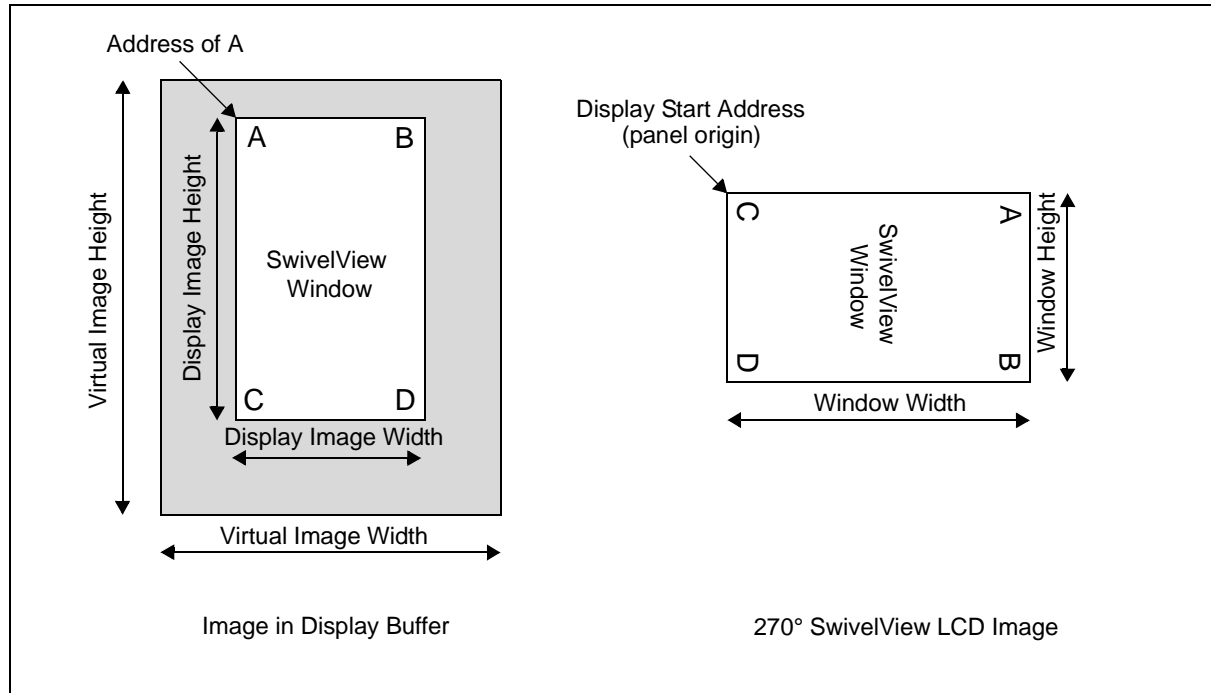 Address of A
Virtual Image Height
Display Image Height
A
B
SwivelView
Window
C
D
Display Image Width
Virtual Image Width
Image in Display Buffer
Display Start Address
(panel origin)
C
A
SwivelView
Window
D
B
Window Height
Window Width
270° SwivelView LCD Image